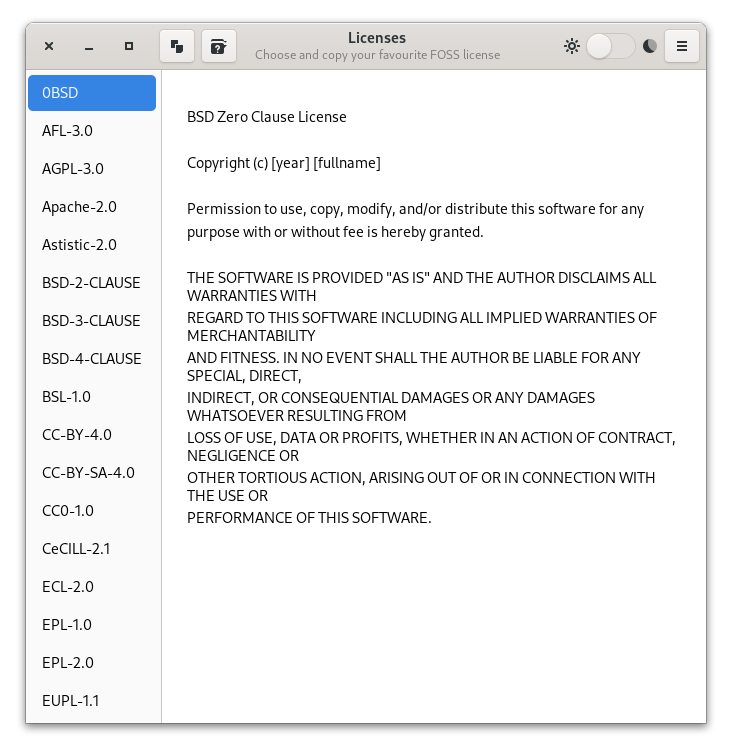 Licenses
Choose and copy your favourite FOSS license
0BSD
AFL-3.0
AGPL-3.0
Apache-2.0
Astistic-2.0
BSD-2-CLAUSE
BSD-3-CLAUSE
BSD-4-CLAUSE
BSL-1.0
CC-BY-4.0
CC-BY-SA-4.0
CC0-1.0
CeCILL-2.1
ECL-2.0
EPL-1.0
EPL-2.0
EUPL-1.1
BSD Zero Clause License
Copyright (c) [year] [fullname]
Permission to use, copy, modify, and/or distribute this software for any
purpose with or without fee is hereby granted.
THE SOFTWARE IS PROVIDED "AS IS" AND THE AUTHOR DISCLAIMS ALL
WARRANTIES WITH
REGARD TO THIS SOFTWARE INCLUDING ALL IMPLIED WARRANTIES OF
MERCHANTABILITY
AND FITNESS. IN NO EVENT SHALL THE AUTHOR BE LIABLE FOR ANY
SPECIAL, DIRECT,
INDIRECT, OR CONSEQUENTIAL DAMAGES OR ANY DAMAGES
WHATSOEVER RESULTING FROM
LOSS OF USE, DATA OR PROFITS, WHETHER IN AN ACTION OF CONTRACT,
NEGLIGENCE OR
OTHER TORTIOUS ACTION, ARISING OUT OF OR IN CONNECTION WITH
THE USE OR
PERFORMANCE OF THIS SOFTWARE.